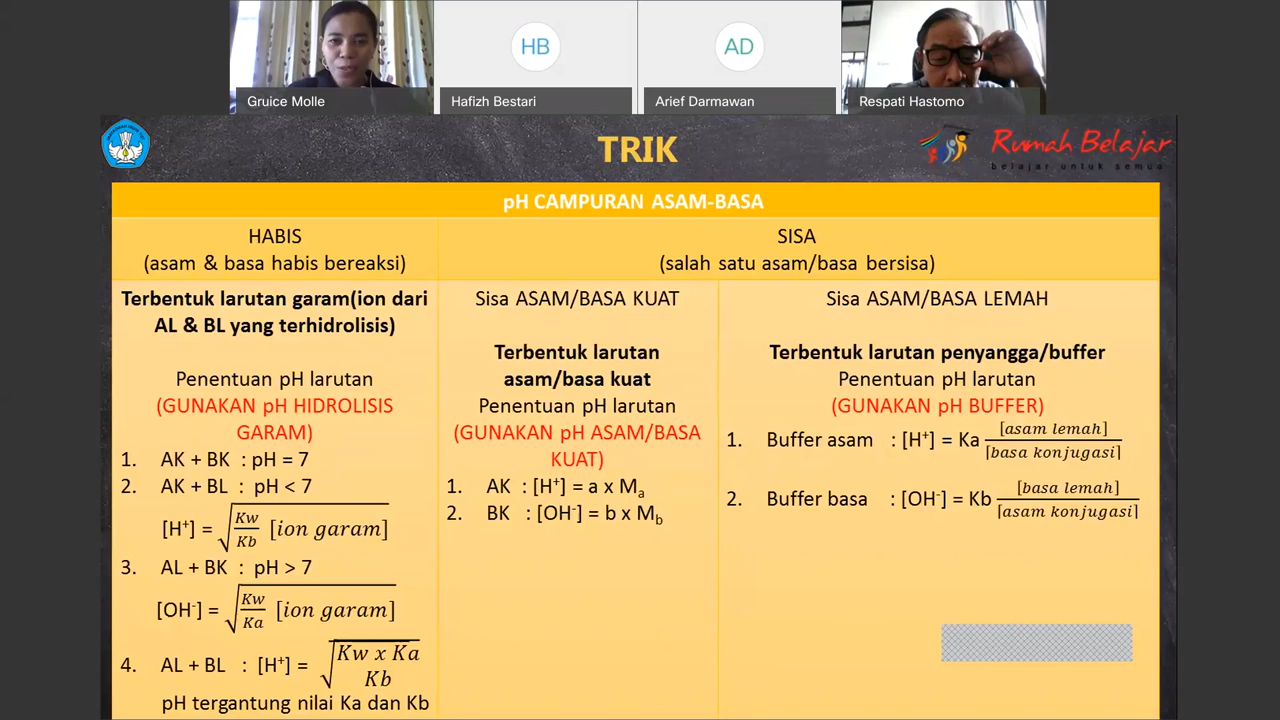 HB
AD
Gruice Molle
Hafizh Bestari
Arief Darmawan
Respati Hastomo
TRIK
Rumah Belajar
belajar untuk semua
pH CAMPURAN ASAM-BASA
HABIS
(asam & basa habis bereaksi)
SISA
(salah satu asam/basa bersisa)
Terbentuk larutan garam(ion dari
AL & BL yang terhidrolisis)
Penentuan pH larutan
(GUNAKAN pH HIDROLISIS
GARAM)
1. AK + BK : pH = 7
2. AK + BL : pH < 7
[H⁺] = √(Kw/Kb [ion garam])
3. AL + BK : pH > 7
[OH⁻] = √(Kw/Ka [ion garam])
4. AL + BL : [H⁺] = √(Kw x Ka / Kb)
pH tergantung nilai Ka dan Kb
Sisa ASAM/BASA KUAT
Terbentuk larutan
asam/basa kuat
Penentuan pH larutan
(GUNAKAN pH ASAM/BASA
KUAT)
1. AK : [H⁺] = a x Mₐ
2. BK : [OH⁻] = b x M_b
Sisa ASAM/BASA LEMAH
Terbentuk larutan penyangga/buffer
Penentuan pH larutan
(GUNAKAN pH BUFFER)
1. Buffer asam : [H⁺] = Ka [asam lemah]/[basa konjugasi]
2. Buffer basa : [OH⁻] = Kb [basa lemah]/[asam konjugasi]